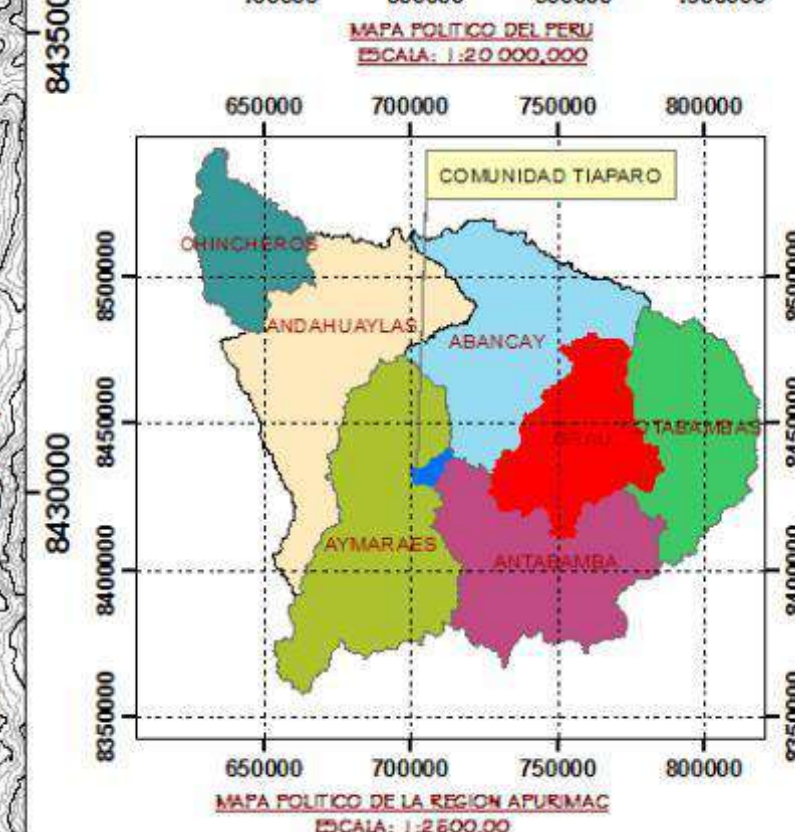 MAPA POLITICO DEL PERU
ESCALA: 1:20 000,000
650000 700000 750000 800000
COMUNIDAD TIAPARO
CHINCHEROS
ANDAHUAYLAS
ABANCAY
COTABAMBAS
GRAU
AYMARAES
ANTABAMBA
8500000
8450000
8400000
8350000
8435000
8430000
650000 700000 750000 800000
MAPA POLITICO DE LA REGION APURIMAC
ESCALA: 1:2500,00